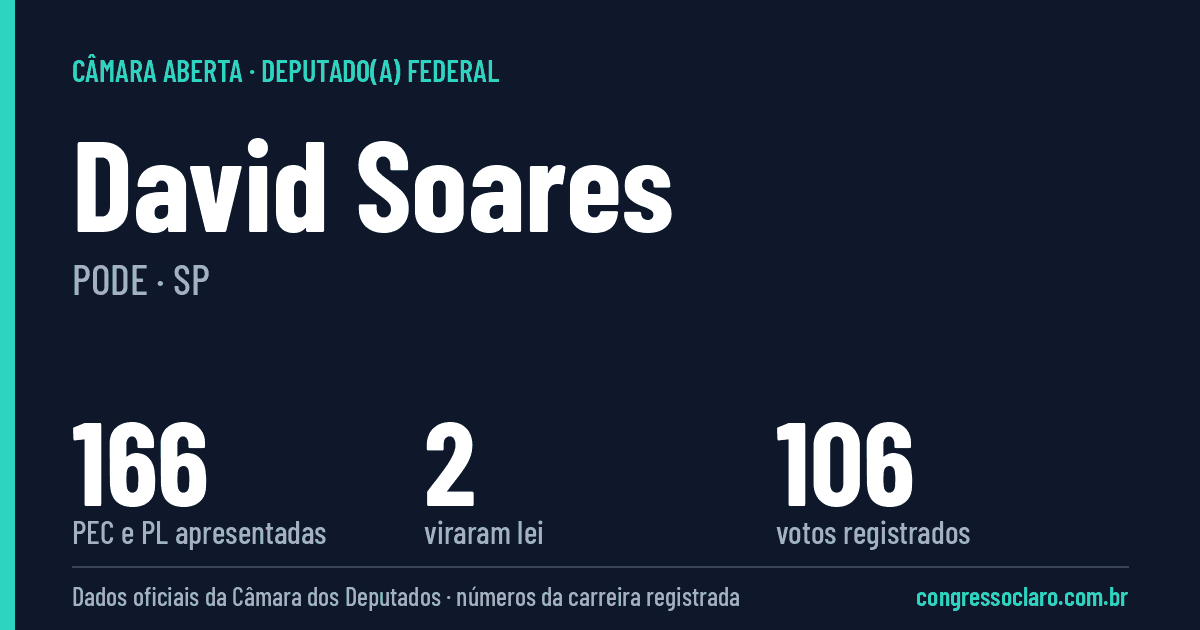 CÂMARA ABERTA · DEPUTADO(A) FEDERAL
David Soares
PODE · SP
166
PEC e PL apresentadas
2
viraram lei
106
votos registrados
Dados oficiais da Câmara dos Deputados · números da carreira registrada
congressoclaro.com.br